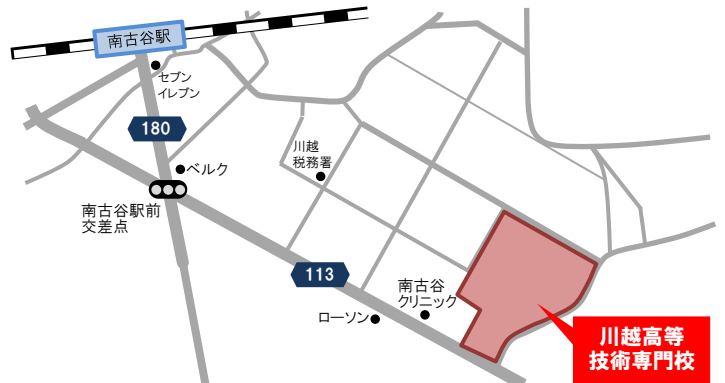 南古谷駅
セブン
イレブン
180
ベルク
川越
税務署
南古谷駅前
交差点
113
南古谷
クリニック
ローソン
川越高等
技術専門校